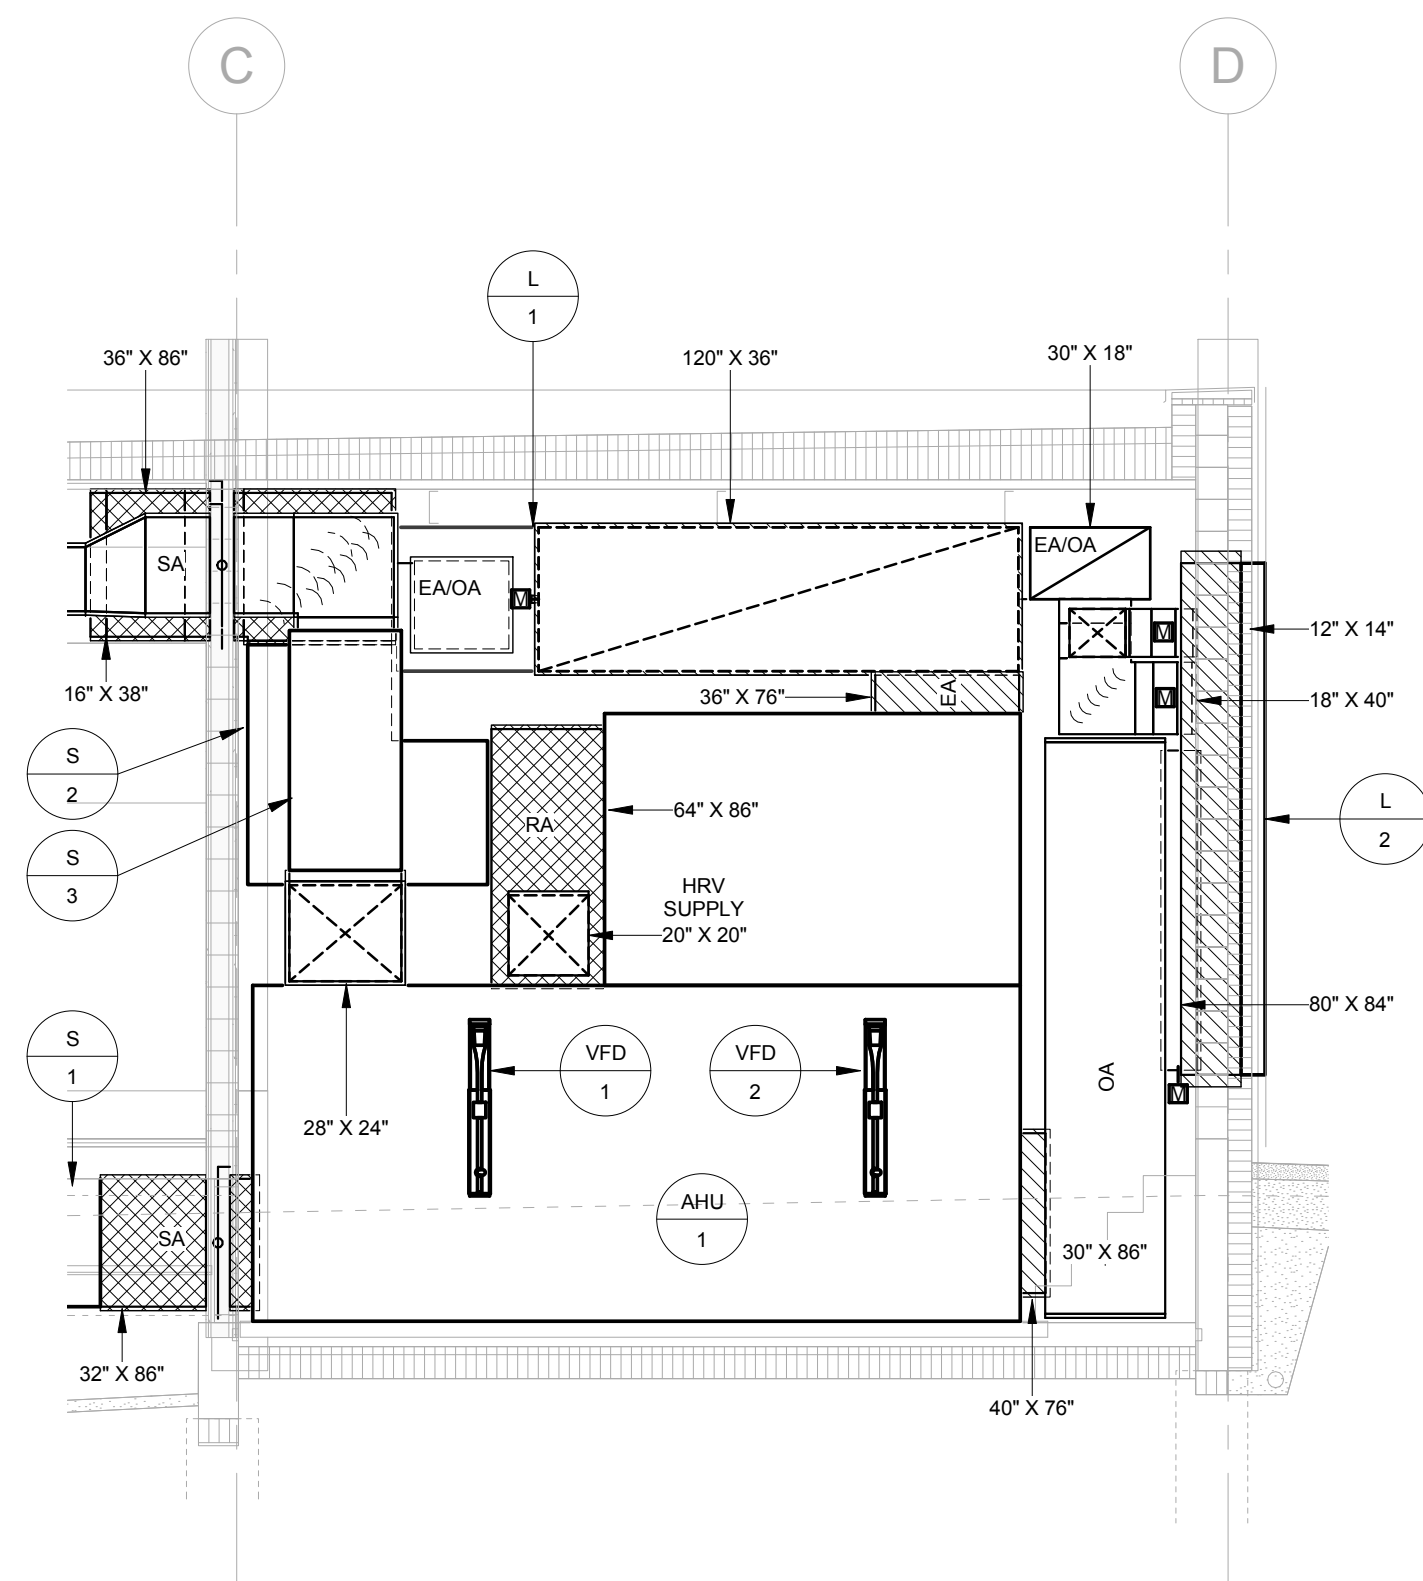 C
D
L
1
36" X 86"
120" X 36"
30" X 18"
SA
EA/OA
M
EA/OA
M
12" X 14"
16" X 38"
36" X 76"
EA
M
18" X 40"
S
2
S
3
RA
64" X 86"
L
2
HRV
SUPPLY
20" X 20"
80" X 84"
S
1
VFD
1
VFD
2
OA
M
28" X 24"
AHU
1
SA
30" X 86"
32" X 86"
40" X 76"